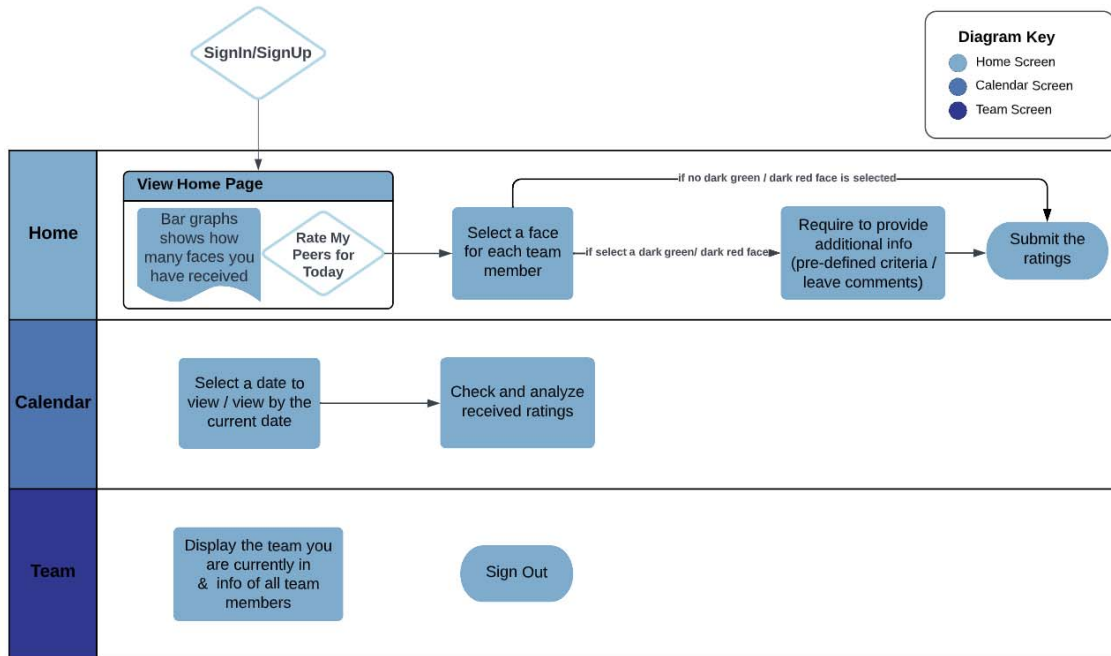 SignIn/SignUp
Diagram Key
Home Screen
Calendar Screen
Team Screen
Home
View Home Page
Bar graphs
shows how
many faces you
have received
Rate My
Peers for
Today
Select a face
for each team
member
if no dark green / dark red face is selected
if select a dark green/ dark red face
Require to provide
additional info
(pre-defined criteria /
leave comments)
Submit the
ratings
Calendar
Select a date to
view / view by the
current date
Check and analyze
received ratings
Team
Display the team you
are currently in
& info of all team
members
Sign Out